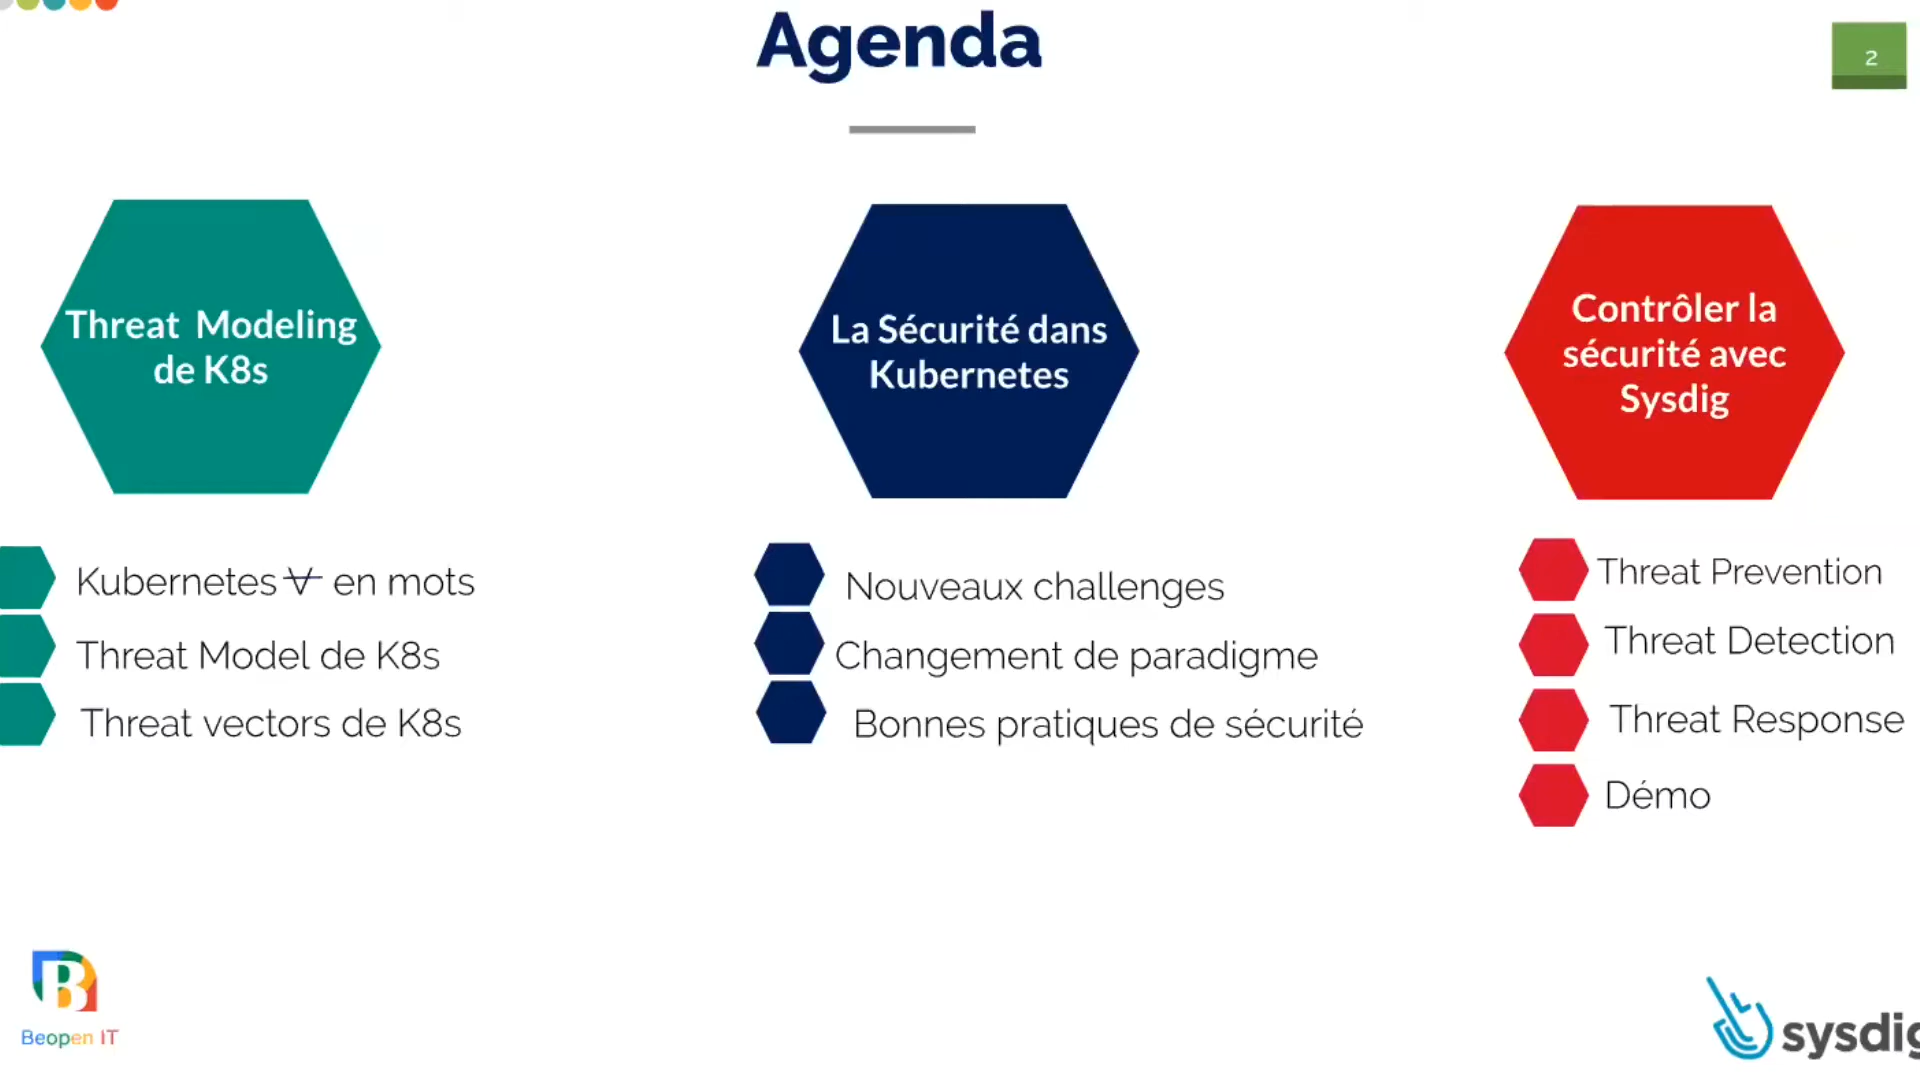 Agenda
2
Threat Modeling
de K8s
Kubernetes ∀ en mots
Threat Model de K8s
Threat vectors de K8s
La Sécurité dans
Kubernetes
Nouveaux challenges
Changement de paradigme
Bonnes pratiques de sécurité
Contrôler la
sécurité avec
Sysdig
Threat Prevention
Threat Detection
Threat Response
Démo
B
Beopen IT
sysdig